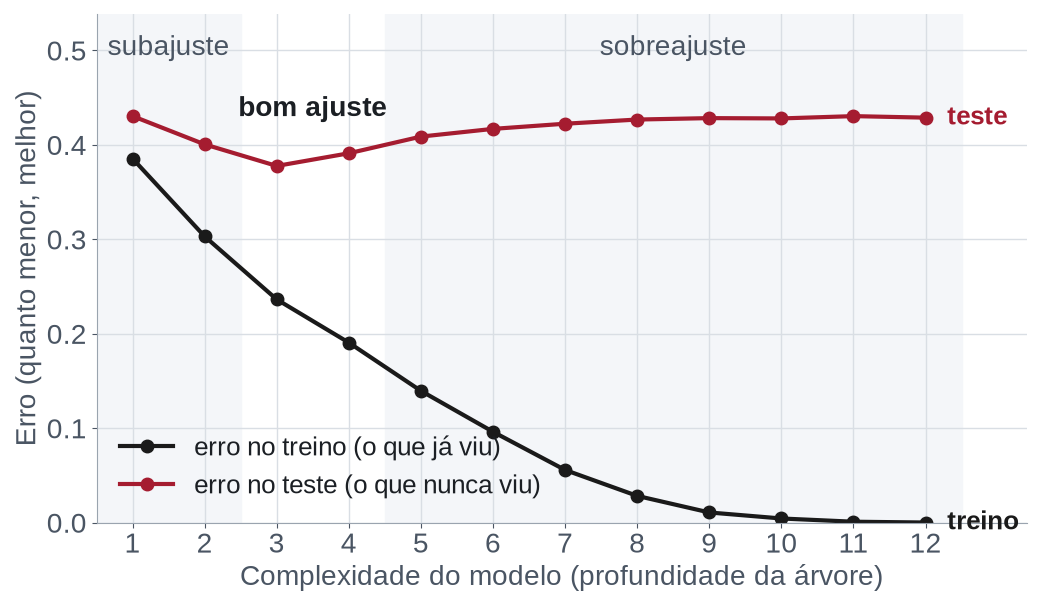 subajuste
sobreajuste
bom ajuste
teste
treino
erro no treino (o que já viu)
erro no teste (o que nunca viu)
Erro (quanto menor, melhor)
0.5
0.4
0.3
0.2
0.1
0.0
1 2 3 4 5 6 7 8 9 10 11 12
Complexidade do modelo (profundidade da árvore)